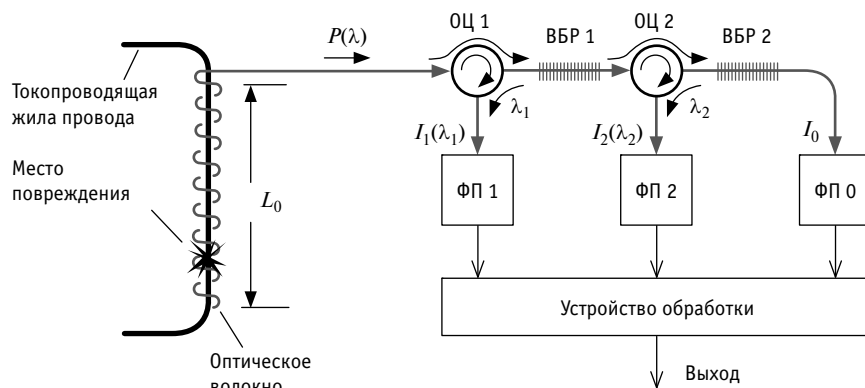 ОЦ 1
ОЦ 2
P(λ)
ВБР 1
ВБР 2
Токопроводящая
жила провода
λ₁
λ₂
I₁(λ₁)
I₂(λ₂)
I₀
Место
повреждения
ФП 1
ФП 2
ФП 0
L₀
Устройство обработки
Оптическое
волокно
Выход